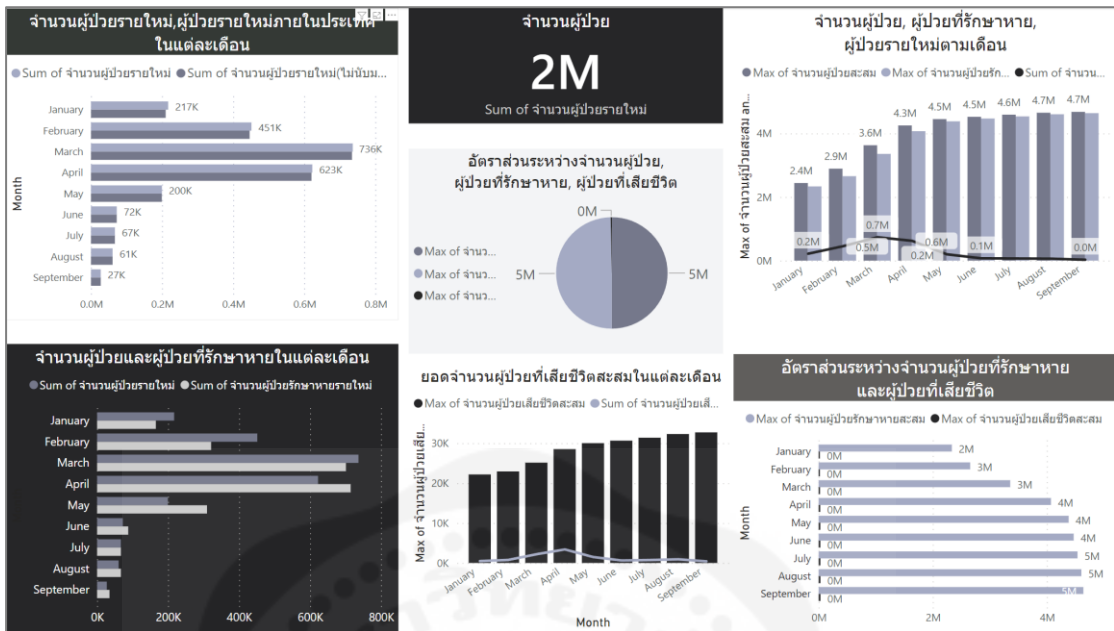 จำนวนผู้ป่วยรายใหม่,ผู้ป่วยรายใหม่ภายในประเทศ
ในแต่ละเดือน
Sum of จำนวนผู้ป่วยรายใหม่ Sum of จำนวนผู้ป่วยรายใหม่(ไม่นับม...
Month
January 217K
February 451K
March 736K
April 623K
May 200K
June 72K
July 67K
August 61K
September 27K
0.0M 0.2M 0.4M 0.6M 0.8M
จำนวนผู้ป่วย
2M
Sum of จำนวนผู้ป่วยรายใหม่
อัตราส่วนระหว่างจำนวนผู้ป่วย,
ผู้ป่วยที่รักษาหาย, ผู้ป่วยที่เสียชีวิต
0M
Max of จำนว...
Max of จำนว...
Max of จำนว...
5M 5M
จำนวนผู้ป่วย, ผู้ป่วยที่รักษาหาย,
ผู้ป่วยรายใหม่ตามเดือน
Max of จำนวนผู้ป่วยสะสม Max of จำนวนผู้ป่วยรัก... Sum of จำนวน...
Max of จำนวนผู้ป่วยสะสม an...
4M
2M
0M
2.4M 2.9M 3.6M 4.3M 4.5M 4.5M 4.6M 4.7M 4.7M
0.2M 0.5M 0.7M 0.2M 0.6M 0.1M 0.0M
January February March April May June July August September
จำนวนผู้ป่วยและผู้ป่วยที่รักษาหายในแต่ละเดือน
Sum of จำนวนผู้ป่วยรายใหม่ Sum of จำนวนผู้ป่วยรักษาหายรายใหม่
January
February
March
April
May
June
July
August
September
0K 200K 400K 600K 800K
ยอดจำนวนผู้ป่วยที่เสียชีวิตสะสมในแต่ละเดือน
Max of จำนวนผู้ป่วยเสียชีวิตสะสม Sum of จำนวนผู้ป่วยเสี...
Max of จำนวนผู้ป่วยเสีย...
30K
20K
10K
0K
January February March April May June July August September
Month
อัตราส่วนระหว่างจำนวนผู้ป่วยที่รักษาหาย
และผู้ป่วยที่เสียชีวิต
Max of จำนวนผู้ป่วยรักษาหายสะสม Max of จำนวนผู้ป่วยเสียชีวิตสะสม
Month
January 2M
0M
February 3M
0M
March 3M
0M
April 4M
0M
May 4M
0M
June 4M
0M
July 5M
0M
August 5M
0M
September 5M
0M
0M 2M 4M